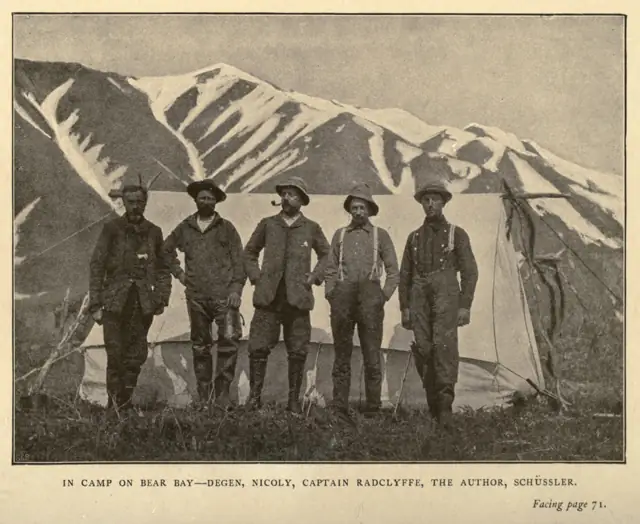 IN CAMP ON BEAR BAY—DEGEN, NICOLY, CAPTAIN RADCLYFFE, THE AUTHOR, SCHÜSSLER.
Facing page 71.